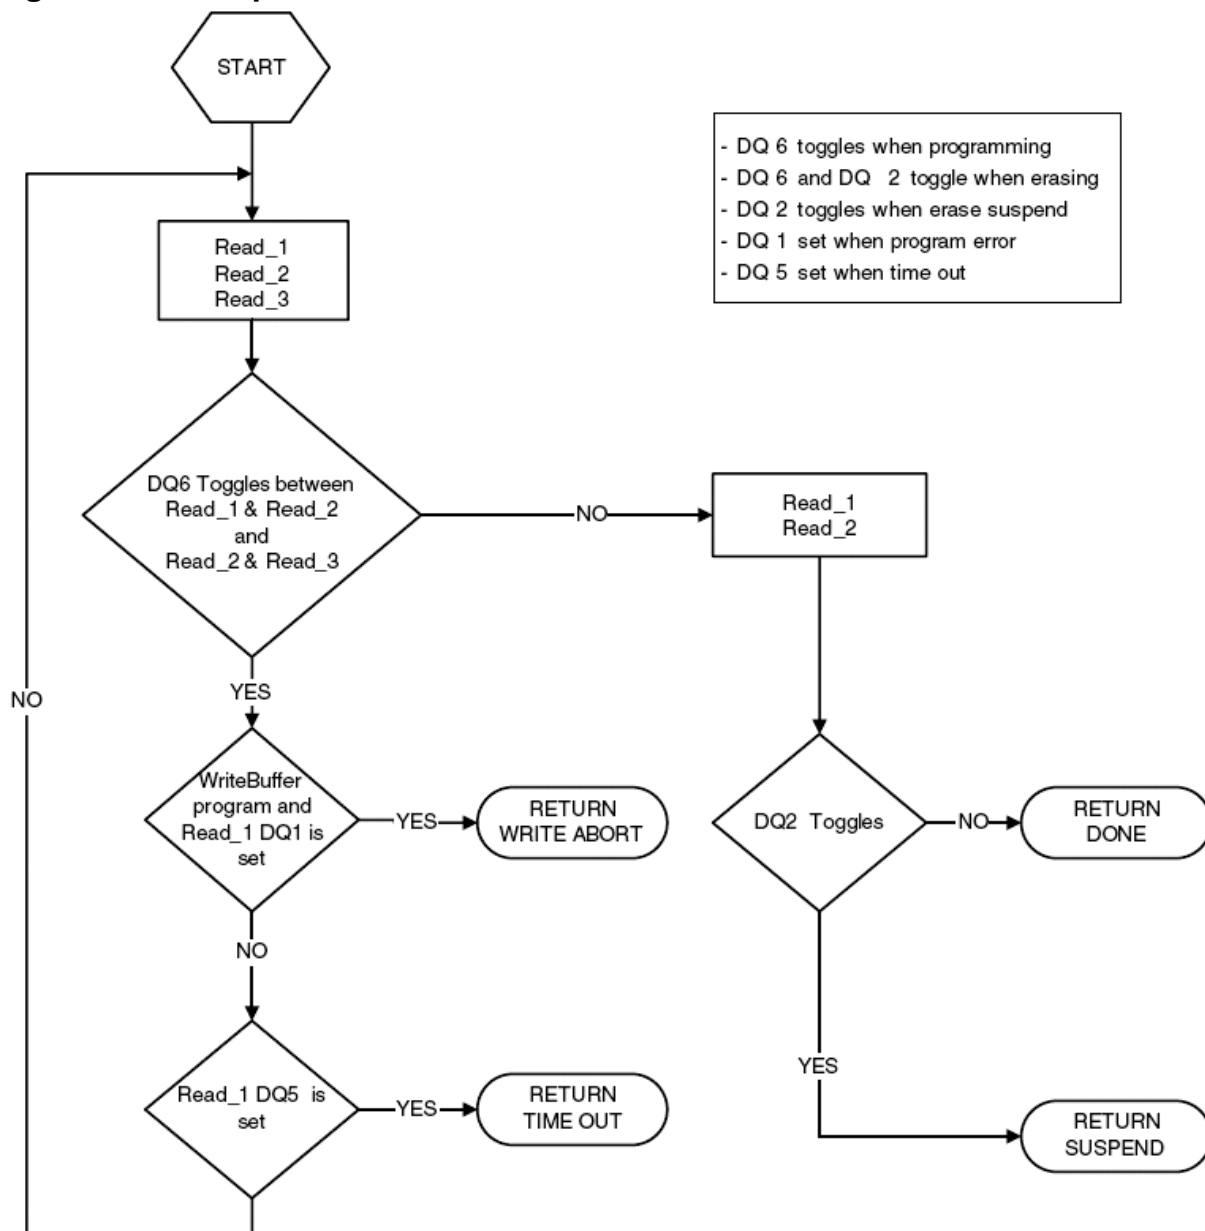 START
- DQ 6 toggles when programming
- DQ 6 and DQ 2 toggle when erasing
- DQ 2 toggles when erase suspend
- DQ 1 set when program error
- DQ 5 set when time out
Read_1
Read_2
Read_3
DQ6 Toggles between
Read_1 & Read_2
and
Read_2 & Read_3
NO
Read_1
Read_2
YES
NO
WriteBuffer
program and
Read_1 DQ1 is
set
YES
RETURN
WRITE ABORT
DQ2 Toggles
NO
RETURN
DONE
NO
YES
Read_1 DQ5 is
set
YES
RETURN
TIME OUT
RETURN
SUSPEND